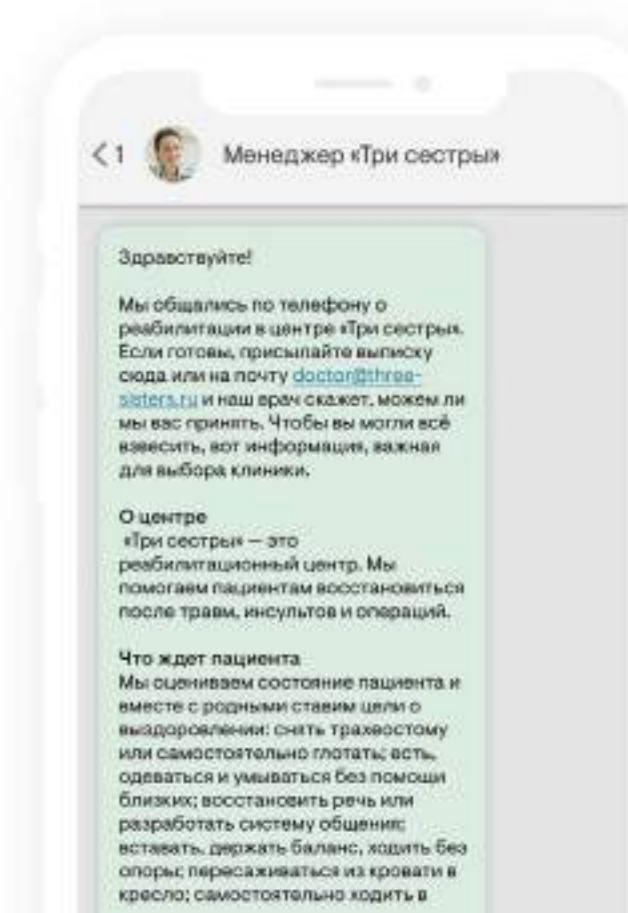 1
Менеджер «Три сестры»
Здравствуйте!
Мы общались по телефону о
реабилитации в центре «Три сестры».
Если готовы, присылайте выписку
сюда или на почту doctor@three-
sisters.ru и наш врач скажет, можем ли
мы вас принять. Чтобы вы могли всё
взвесить, вот информация, важная
для выбора клиники.
О центре
«Три сестры» — это
реабилитационный центр. Мы
помогаем пациентам восстановиться
после травм, инсультов и операций.
Что ждет пациента
Мы оцениваем состояние пациента и
вместе с родными ставим цели о
выздоровлении: снять трахеостому
или самостоятельно глотать; есть,
одеваться и умываться без помощи
близких; восстановить речь или
разработать систему общения;
вставать, держать баланс, ходить без
опоры; пересаживаться из кровати в
кресло; самостоятельно ходить в